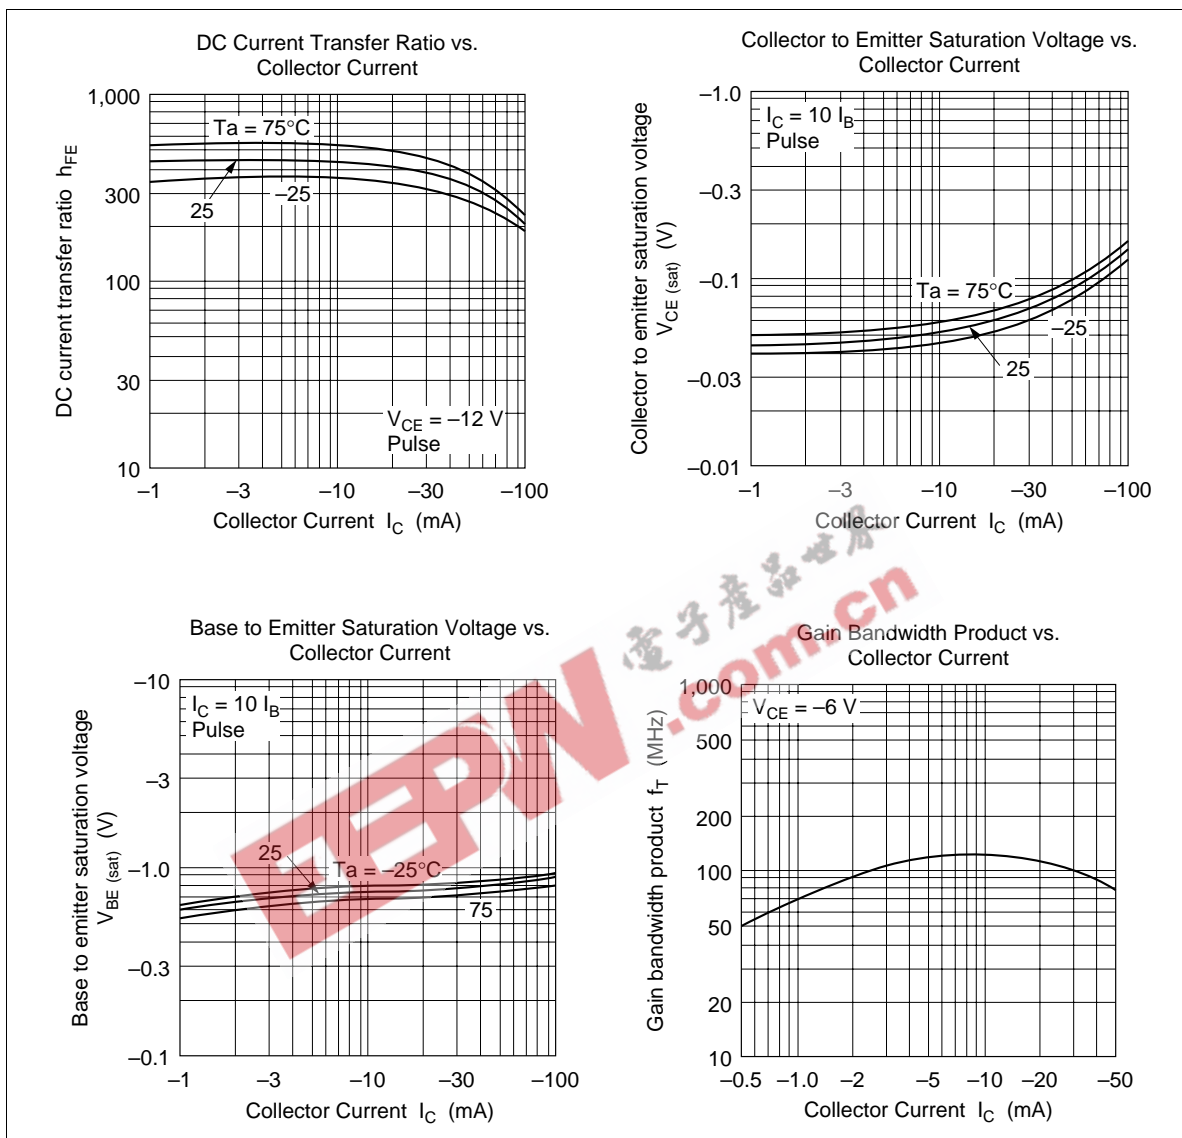 DC Current Transfer Ratio vs.
Collector Current
1,000
300
100
30
10
DC current transfer ratio hFE
Ta = 75°C
25
–25
VCE = –12 V
Pulse
–1
–3
–10
–30
–100
Collector Current IC (mA)
Collector to Emitter Saturation Voltage vs.
Collector Current
–1.0
–0.3
–0.1
–0.03
–0.01
Collector to emitter saturation voltage
VCE (sat) (V)
IC = 10 IB
Pulse
Ta = 75°C
–25
25
–1
–3
–10
–30
–100
Collector Current IC (mA)
Base to Emitter Saturation Voltage vs.
Collector Current
–10
–3
–1.0
–0.3
–0.1
Base to emitter saturation voltage
VBE (sat) (V)
IC = 10 IB
Pulse
25
Ta = –25°C
75
–1
–3
–10
–30
–100
Collector Current IC (mA)
Gain Bandwidth Product vs.
Collector Current
1,000
500
200
100
50
20
10
Gain bandwidth product fT (MHz)
VCE = –6 V
–0.5
–1.0
–2
–5
–10
–20
–50
Collector Current IC (mA)
EEPW
.com.cn
電子產品世界